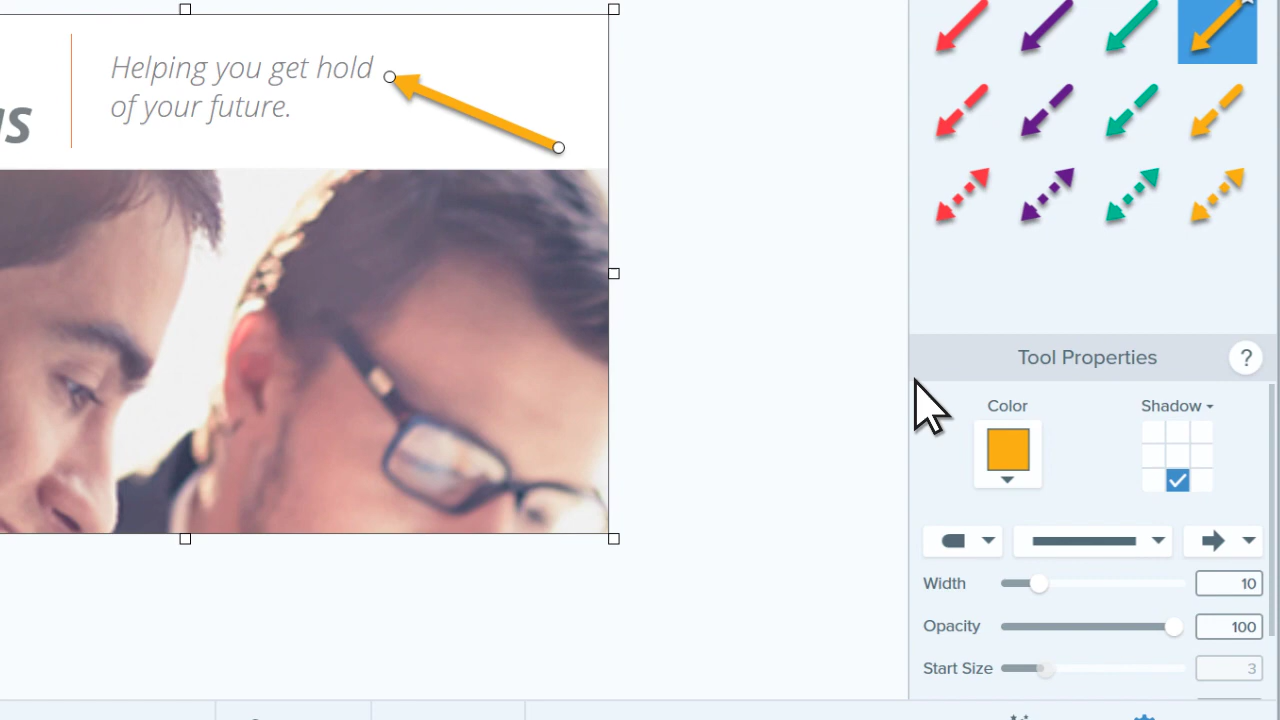 Helping you get hold
of your future.
us
Tool Properties
?
Color
Shadow
Width
10
Opacity
100
Start Size
3